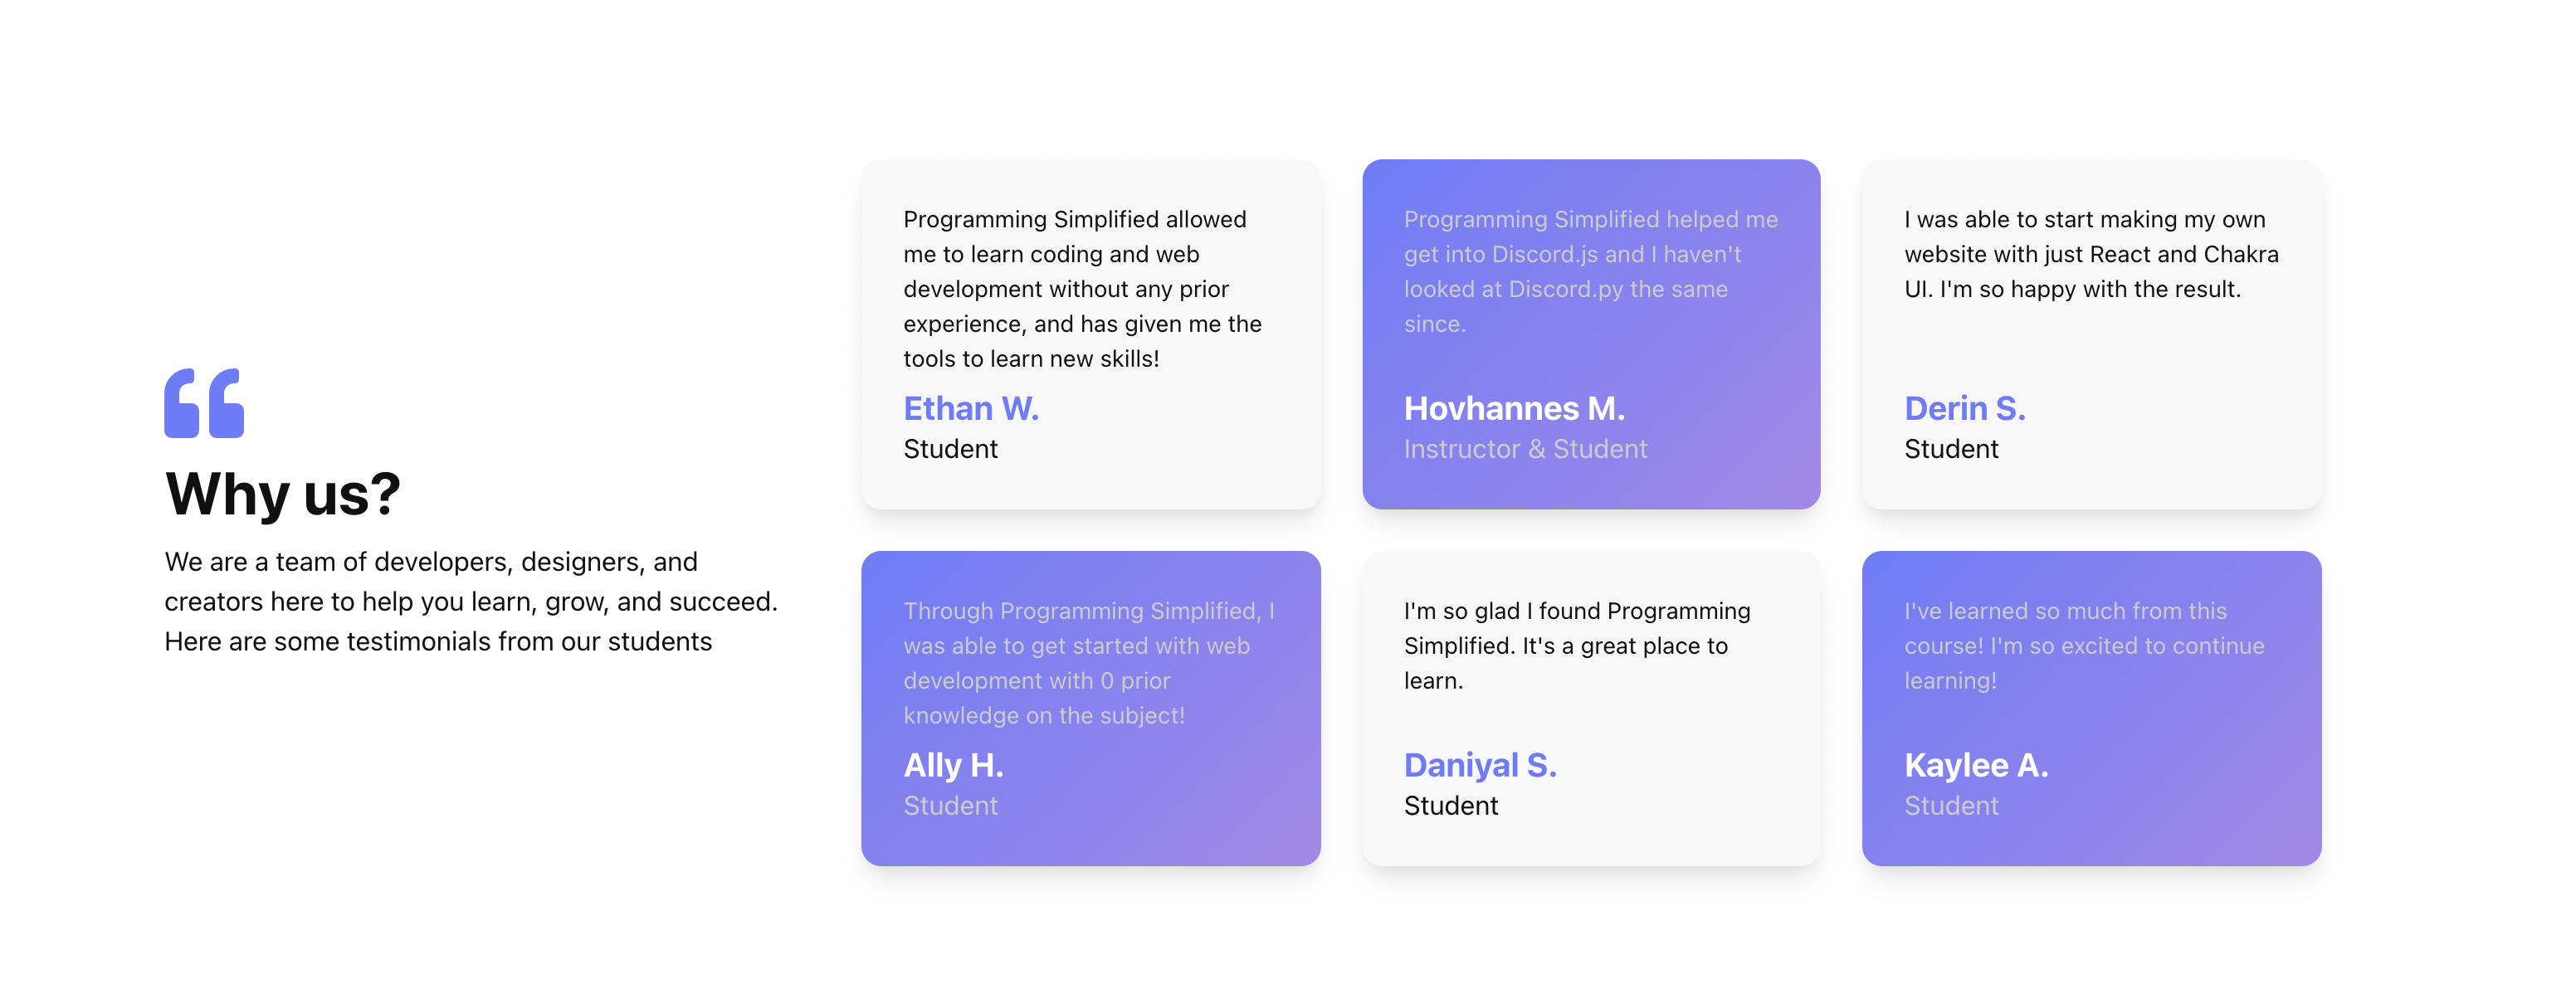 Why us?
We are a team of developers, designers, and
creators here to help you learn, grow, and succeed.
Here are some testimonials from our students
Programming Simplified allowed
me to learn coding and web
development without any prior
experience, and has given me the
tools to learn new skills!
Ethan W.
Student
Programming Simplified helped me
get into Discord.js and I haven't
looked at Discord.py the same
since.
Hovhannes M.
Instructor & Student
I was able to start making my own
website with just React and Chakra
UI. I'm so happy with the result.
Derin S.
Student
Through Programming Simplified, I
was able to get started with web
development with 0 prior
knowledge on the subject!
Ally H.
Student
I'm so glad I found Programming
Simplified. It's a great place to
learn.
Daniyal S.
Student
I've learned so much from this
course! I'm so excited to continue
learning!
Kaylee A.
Student